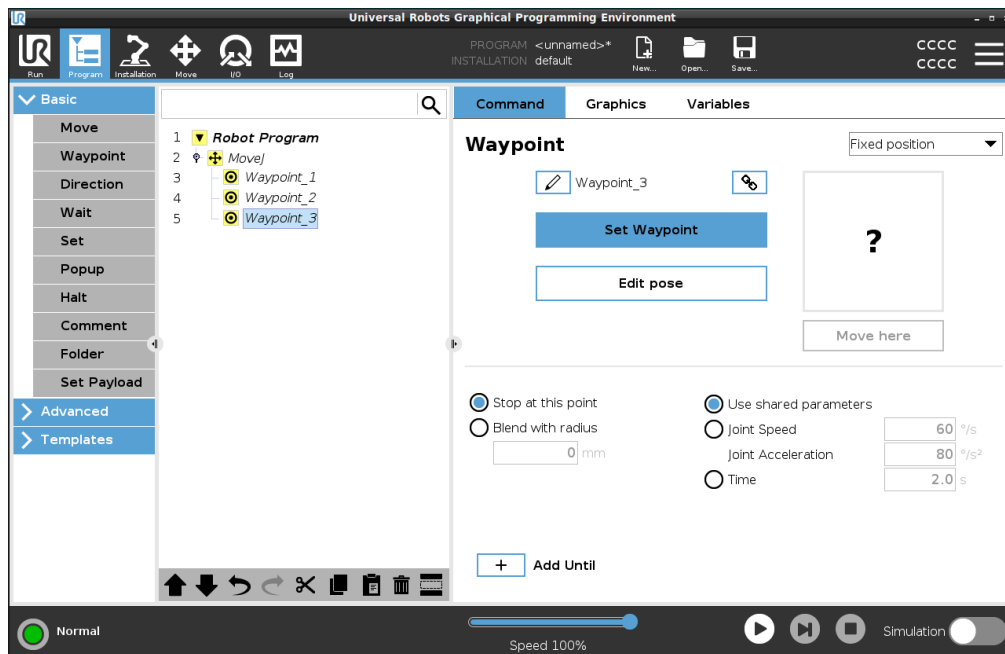 Universal Robots Graphical Programming Environment
UR
Run
Program
Installation
Move
I/O
Log
PROGRAM <unnamed>*
INSTALLATION default
New...
Open...
Save...
CCCC
CCCC
Basic
Move
Waypoint
Direction
Wait
Set
Popup
Halt
Comment
Folder
Set Payload
Advanced
Templates
1 Robot Program
2 MoveJ
3 Waypoint_1
4 Waypoint_2
5 Waypoint_3
Command Graphics Variables
Waypoint
Fixed position
Waypoint_3
Set Waypoint
Edit pose
?
Move here
Stop at this point
Blend with radius
0 mm
Use shared parameters
Joint Speed 60 °/s
Joint Acceleration 80 °/s²
Time 2.0 s
+ Add Until
Normal
Speed 100%
Simulation